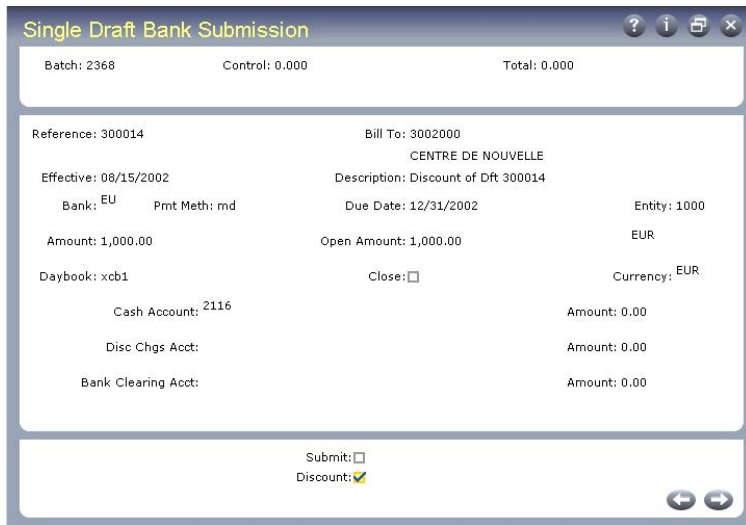 Single Draft Bank Submission
Batch: 2368 Control: 0.000 Total: 0.000
Reference: 300014 Bill To: 3002000
CENTRE DE NOUVELLE
Effective: 08/15/2002 Description: Discount of Dft 300014
Bank: EU Pmt Meth: md Due Date: 12/31/2002 Entity: 1000
Amount: 1,000.00 Open Amount: 1,000.00 EUR
Daybook: xcb1 Close: Currency: EUR
Cash Account: 2116 Amount: 0.00
Disc Chgs Acct: Amount: 0.00
Bank Clearing Acct: Amount: 0.00
Submit:
Discount: